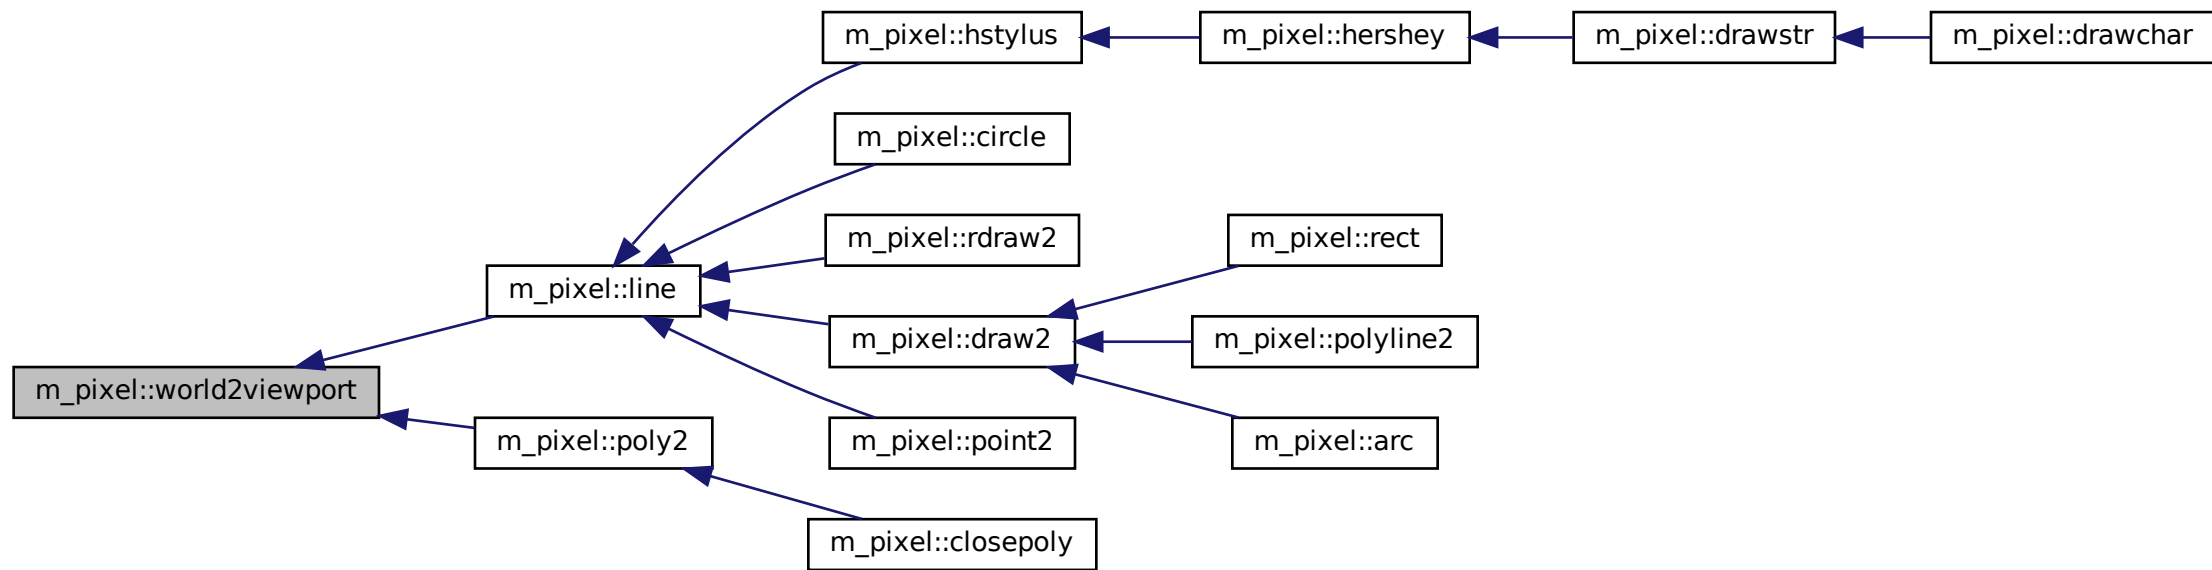 m_pixel::hstylus
m_pixel::hershey
m_pixel::drawstr
m_pixel::drawchar
m_pixel::circle
m_pixel::rdraw2
m_pixel::rect
m_pixel::line
m_pixel::draw2
m_pixel::polyline2
m_pixel::world2viewport
m_pixel::poly2
m_pixel::point2
m_pixel::arc
m_pixel::closepoly